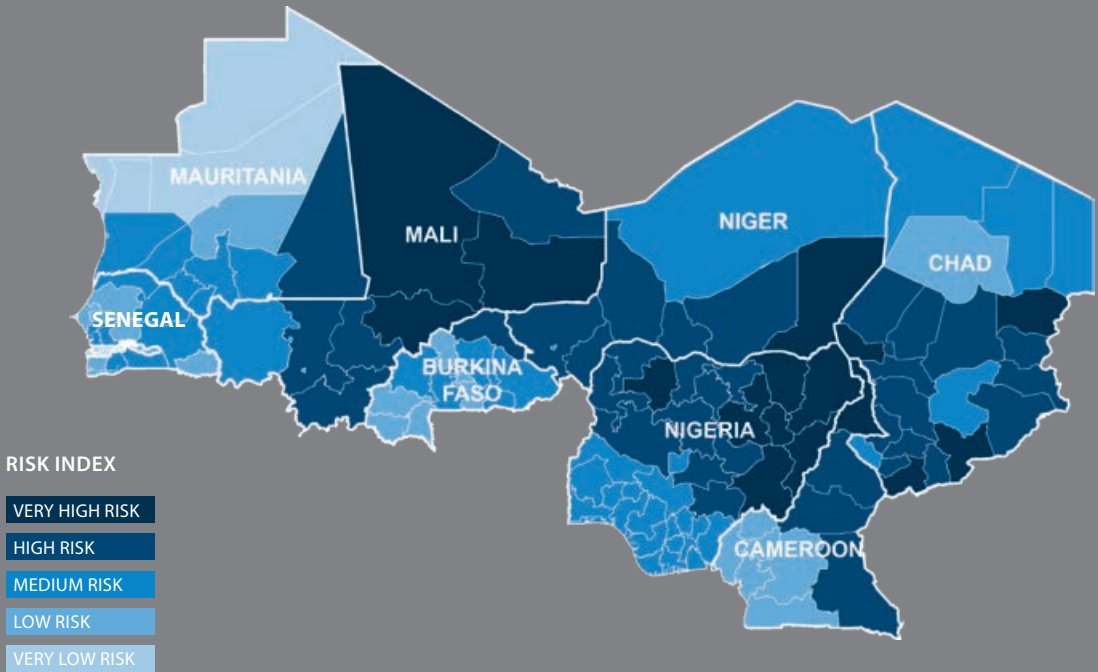 MAURITANIA
MALI
NIGER
CHAD
SENEGAL
BURKINA
FASO
NIGERIA
CAMEROON
RISK INDEX
VERY HIGH RISK
HIGH RISK
MEDIUM RISK
LOW RISK
VERY LOW RISK